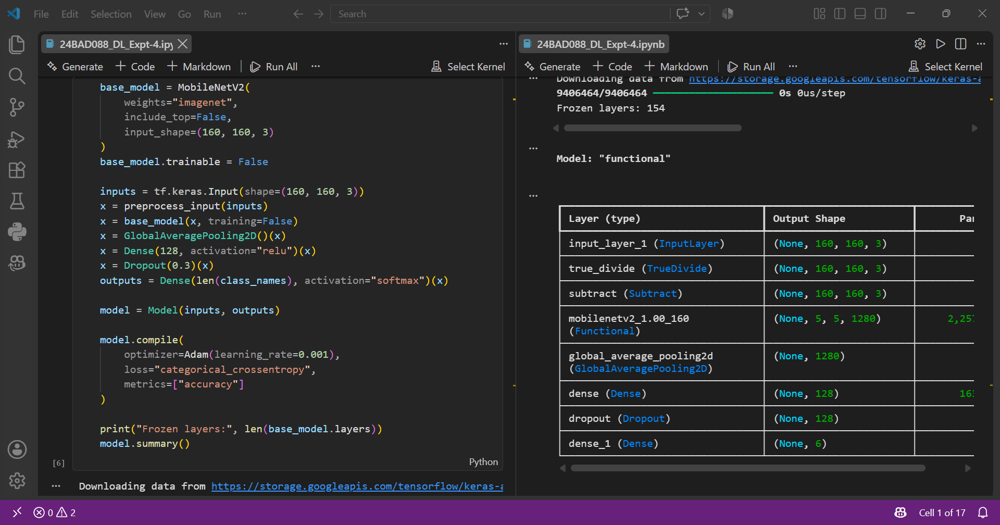 File Edit Selection View Go Run ··· Search
24BAD088_DL_Expt-4.ipy
Generate + Code + Markdown Run All ··· Select Kernel
base_model = MobileNetV2(
weights="imagenet",
include_top=False,
input_shape=(160, 160, 3)
)
base_model.trainable = False
inputs = tf.keras.Input(shape=(160, 160, 3))
x = preprocess_input(inputs)
x = base_model(x, training=False)
x = GlobalAveragePooling2D()(x)
x = Dense(128, activation="relu")(x)
x = Dropout(0.3)(x)
outputs = Dense(len(class_names), activation="softmax")(x)
model = Model(inputs, outputs)
model.compile(
optimizer=Adam(learning_rate=0.001),
loss="categorical_crossentropy",
metrics=["accuracy"]
)
print("Frozen layers:", len(base_model.layers))
model.summary()
[6] Python
··· Downloading data from https://storage.googleapis.com/tensorflow/keras-a
24BAD088_DL_Expt-4.ipynb
Generate + Code + Markdown Run All ··· Select Kernel
··· Downloading data from https://storage.googleapis.com/tensorflow/keras-a
9406464/9406464 0s 0us/step
Frozen layers: 154
Model: "functional"
Layer (type) Output Shape Par
input_layer_1 (InputLayer) (None, 160, 160, 3)
true_divide (TrueDivide) (None, 160, 160, 3)
subtract (Subtract) (None, 160, 160, 3)
mobilenetv2_1.00_160 (None, 5, 5, 1280) 2,257
(Functional)
global_average_pooling2d (None, 1280)
(GlobalAveragePooling2D)
dense (Dense) (None, 128) 163
dropout (Dropout) (None, 128)
dense_1 (Dense) (None, 6)
0 2 Cell 1 of 17